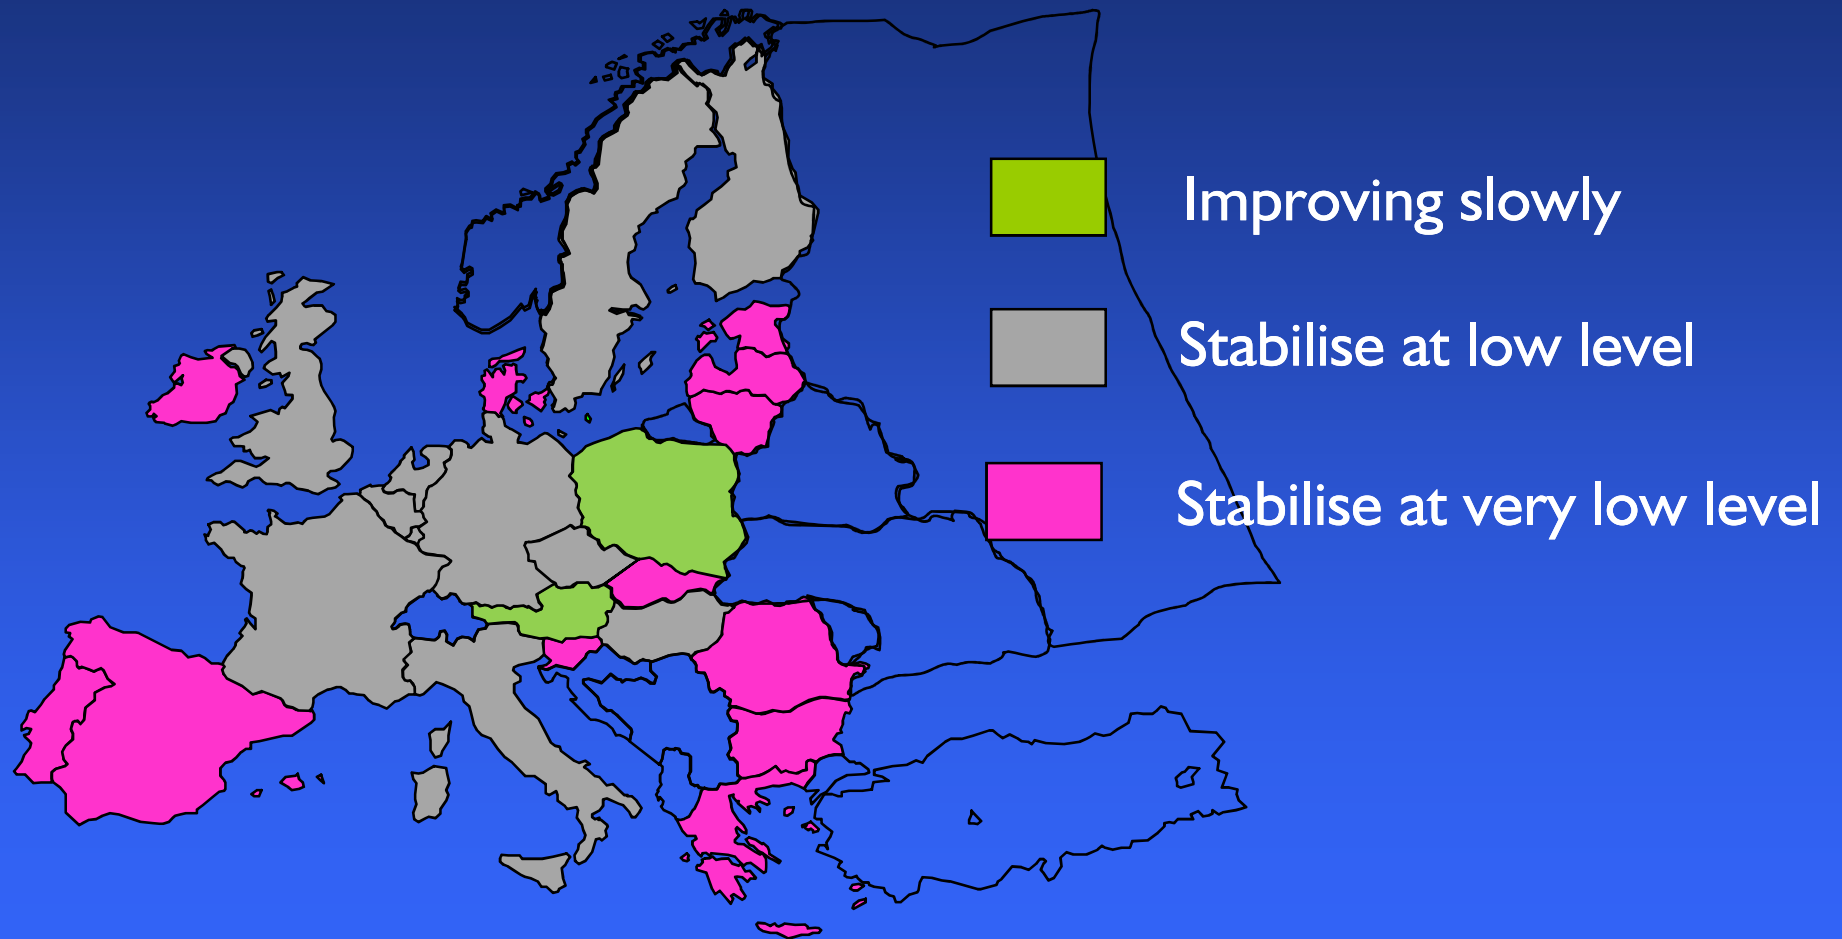 Improving slowly
Stabilise at low level
Stabilise at very low level